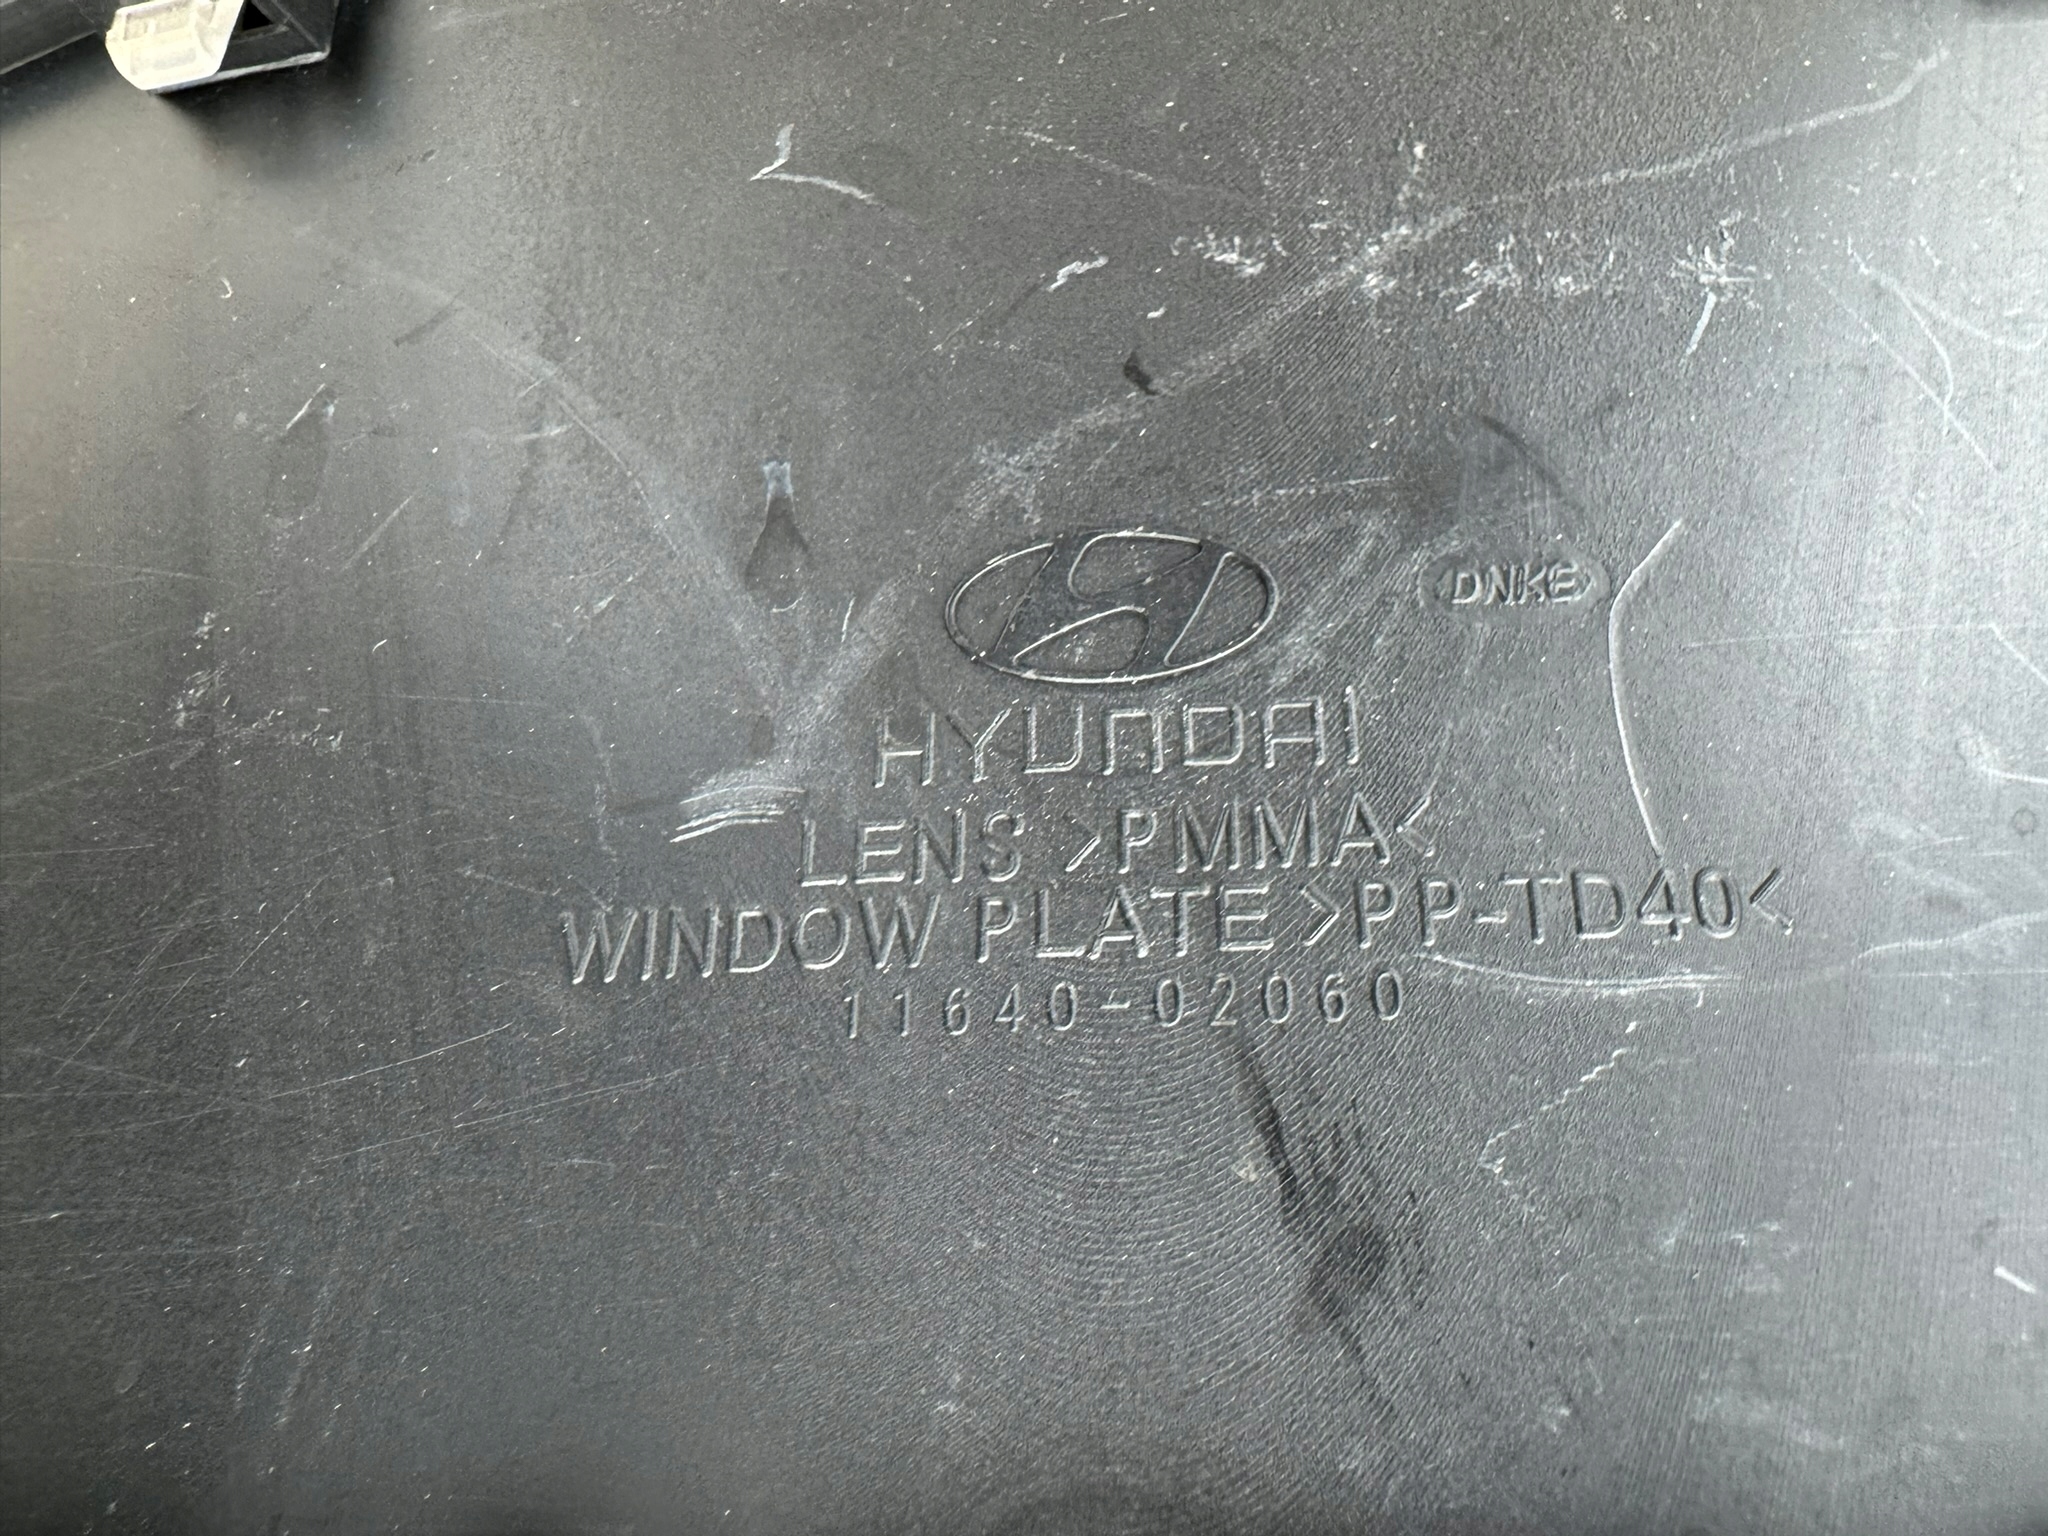 DNKE
HYUNDAI
LENS >PMMA<
WINDOW PLATE >PP-TD40<
11640-02060